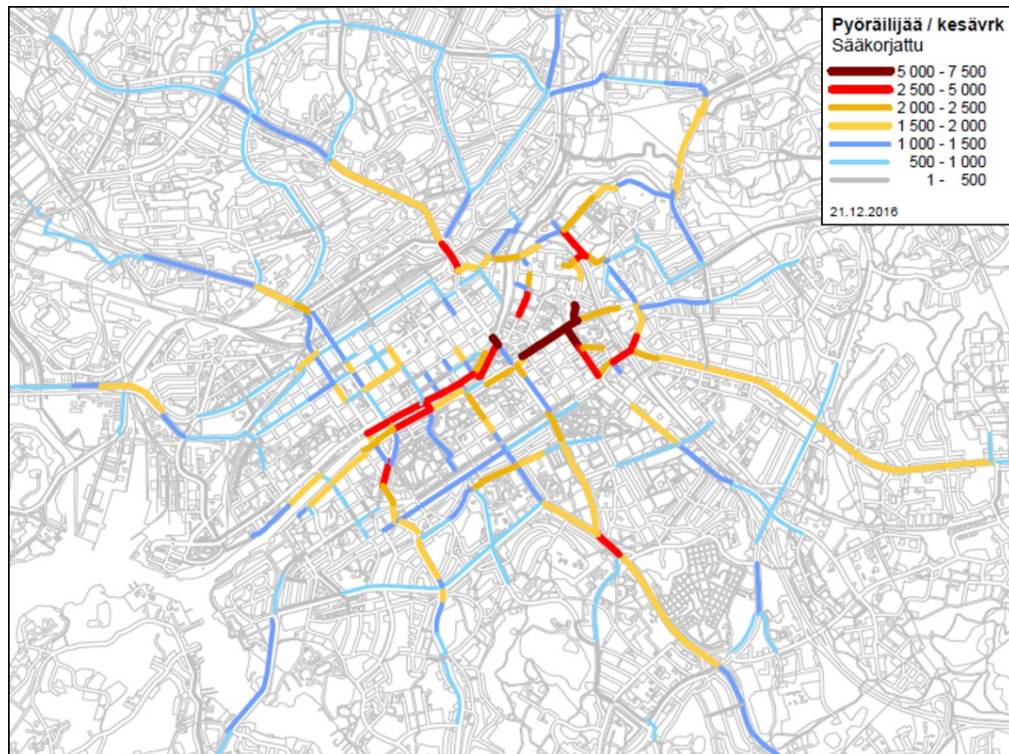 Pyöräilijää / kesävrk
Sääkorjattu
5 000 - 7 500
2 500 - 5 000
2 000 - 2 500
1 500 - 2 000
1 000 - 1 500
500 - 1 000
1 - 500
21.12.2016